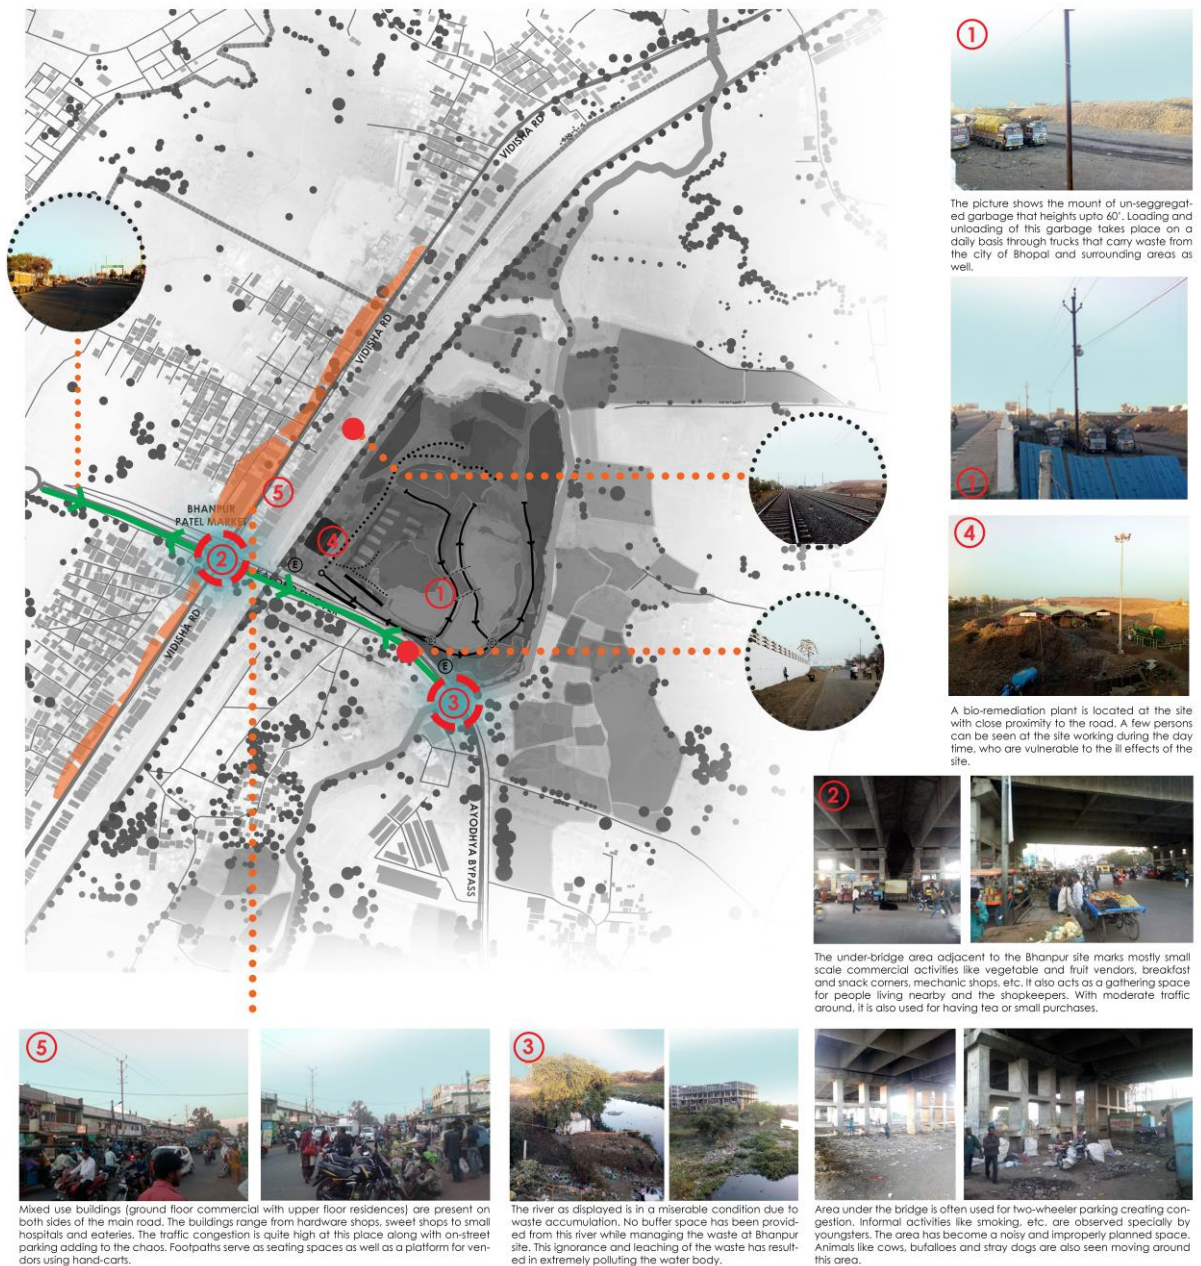 VIDISHA RD
VIDISHA RD
5
BHANPUR
PATEL MARKET
2
E
4
1
VIDISHA RD
E
3
AYODHYA BYPASS
1
The picture shows the mount of un-seggregat-
ed garbage that heights upto 60'. Loading and
unloading of this garbage takes place on a
daily basis through trucks that carry waste from
the city of Bhopal and surrounding areas as
well.
1
4
A bio-remediation plant is located at the site
with close proximity to the road. A few persons
can be seen at the site working during the day
time, who are vulnerable to the ill effects of the
site.
2
The under-bridge area adjacent to the Bhanpur site marks mostly small
scale commercial activities like vegetable and fruit vendors, breakfast
and snack corners, mechanic shops, etc. It also acts as a gathering space
for people living nearby and the shopkeepers. With moderate traffic
around, it is also used for having tea or small purchases.
5
Mixed use buildings (ground floor commercial with upper floor residences) are present on
both sides of the main road. The buildings range from hardware shops, sweet shops to small
hospitals and eateries. The traffic congestion is quite high at this place along with on-street
parking adding to the chaos. Footpaths serve as seating spaces as well as a platform for ven-
dors using hand-carts.
3
The river as displayed is in a miserable condition due to
waste accumulation. No buffer space has been provid-
ed from this river while managing the waste at Bhanpur
site. This ignorance and leaching of the waste has result-
ed in extremely polluting the water body.
Area under the bridge is often used for two-wheeler parking creating con-
gestion. Informal activities like smoking, etc. are observed specially by
youngsters. The area has become a noisy and improperly planned space.
Animals like cows, bufalloes and stray dogs are also seen moving around
this area.